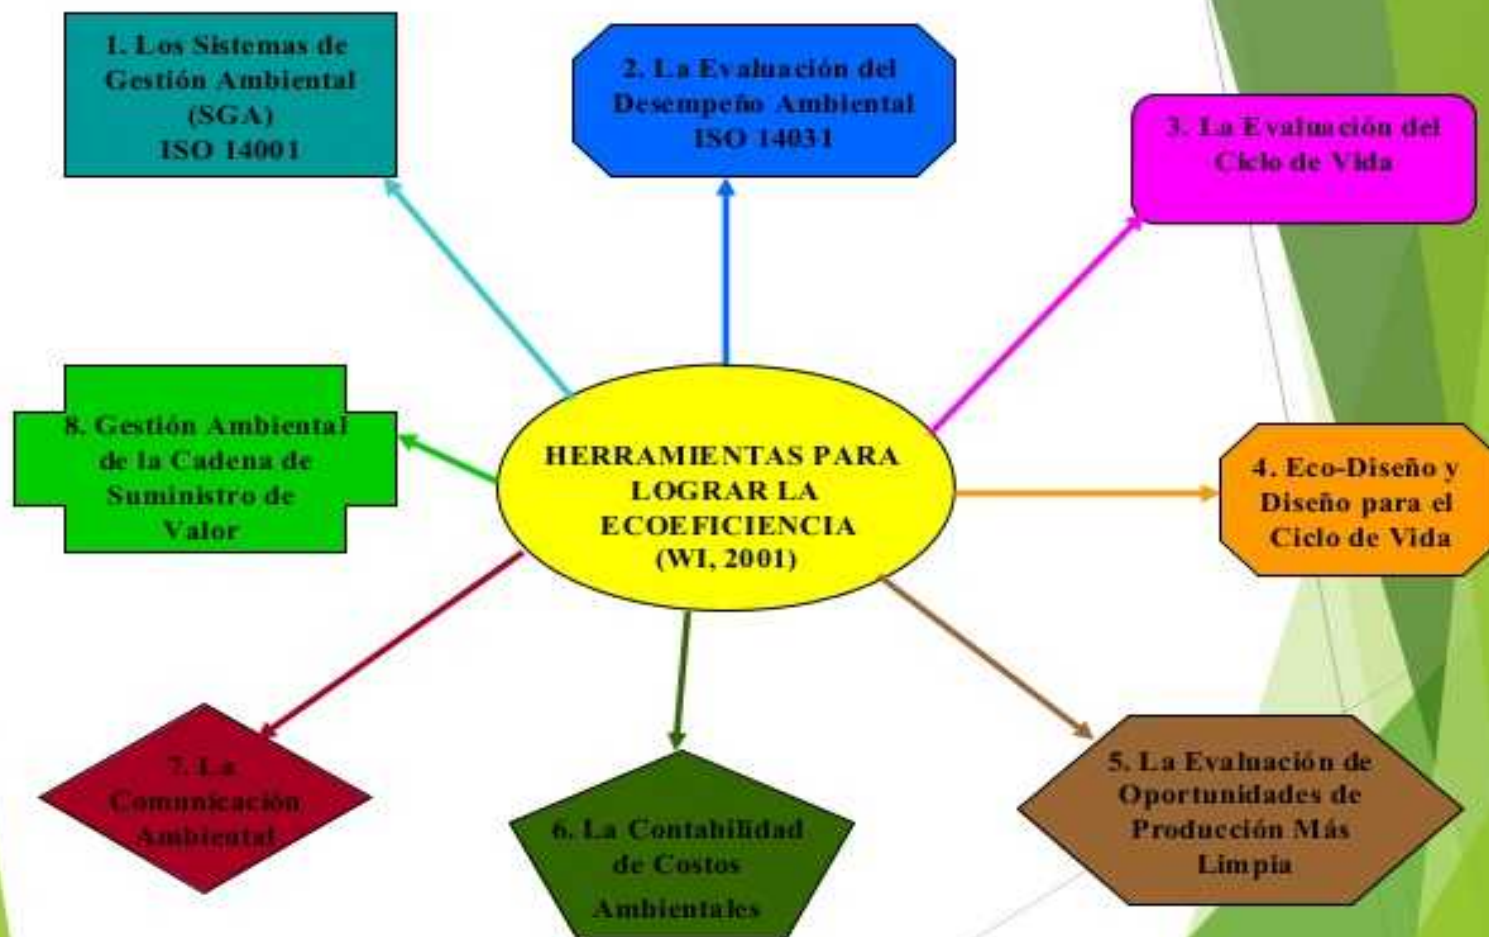 1. Los Sistemas de
Gestión Ambiental
(SGA)
ISO 14001
2. La Evaluación del
Desempeño Ambiental
ISO 14031
3. La Evaluación del
Ciclo de Vida
4. Eco-Diseño y
Diseño para el
Ciclo de Vida
5. La Evaluación de
Oportunidades de
Producción Más
Limpia
6. La Contabilidad
de Costos
Ambientales
7. La
Comunicación
Ambiental
8. Gestión Ambiental
de la Cadena de
Suministro de
Valor
HERRAMIENTAS PARA
LOGRAR LA
ECOEFICIENCIA
(WI, 2001)